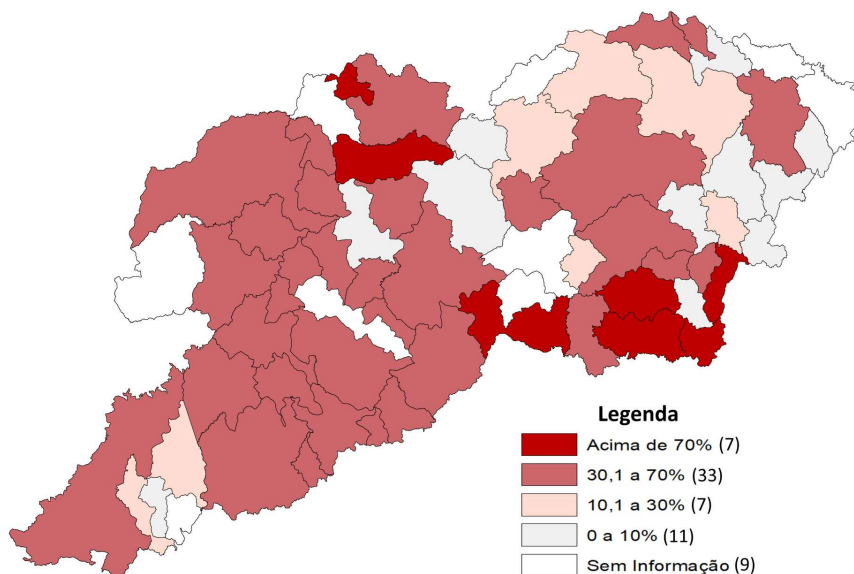 Legenda
Acima de 70% (7)
30,1 a 70% (33)
10,1 a 30% (7)
0 a 10% (11)
Sem Informação (9)